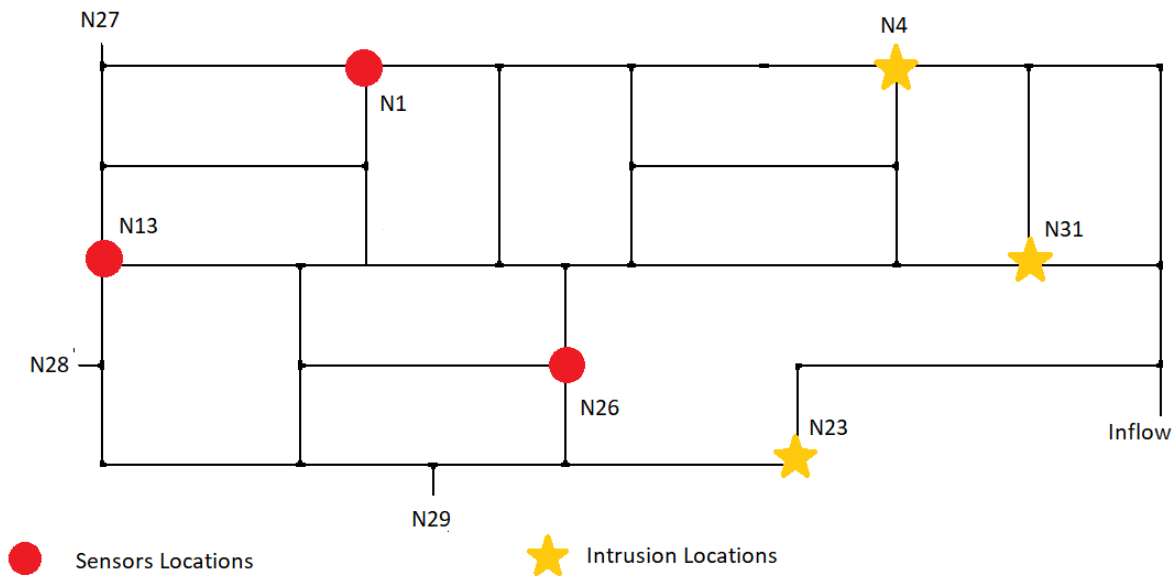 N27
N4
N1
N13
N31
N28
N26
N23
Inflow
N29
Sensors Locations
Intrusion Locations